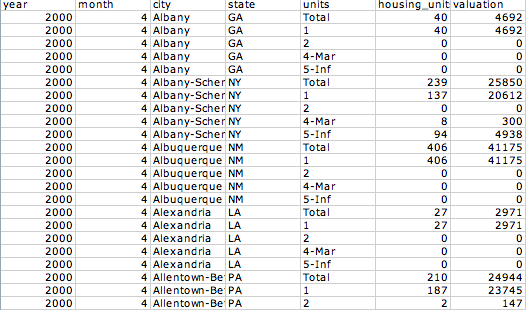 year month city state units housing_unit valuation
2000 4 Albany GA Total 40 4692
2000 4 Albany GA 1 40 4692
2000 4 Albany GA 2 0 0
2000 4 Albany GA 4-Mar 0 0
2000 4 Albany GA 5-Inf 0 0
2000 4 Albany-Scher NY Total 239 25850
2000 4 Albany-Scher NY 1 137 20612
2000 4 Albany-Scher NY 2 0 0
2000 4 Albany-Scher NY 4-Mar 8 300
2000 4 Albany-Scher NY 5-Inf 94 4938
2000 4 Albuquerque NM Total 406 41175
2000 4 Albuquerque NM 1 406 41175
2000 4 Albuquerque NM 2 0 0
2000 4 Albuquerque NM 4-Mar 0 0
2000 4 Albuquerque NM 5-Inf 0 0
2000 4 Alexandria LA Total 27 2971
2000 4 Alexandria LA 1 27 2971
2000 4 Alexandria LA 2 0 0
2000 4 Alexandria LA 4-Mar 0 0
2000 4 Alexandria LA 5-Inf 0 0
2000 4 Allentown-Be PA Total 210 24944
2000 4 Allentown-Be PA 1 187 23745
2000 4 Allentown-Be PA 2 2 147